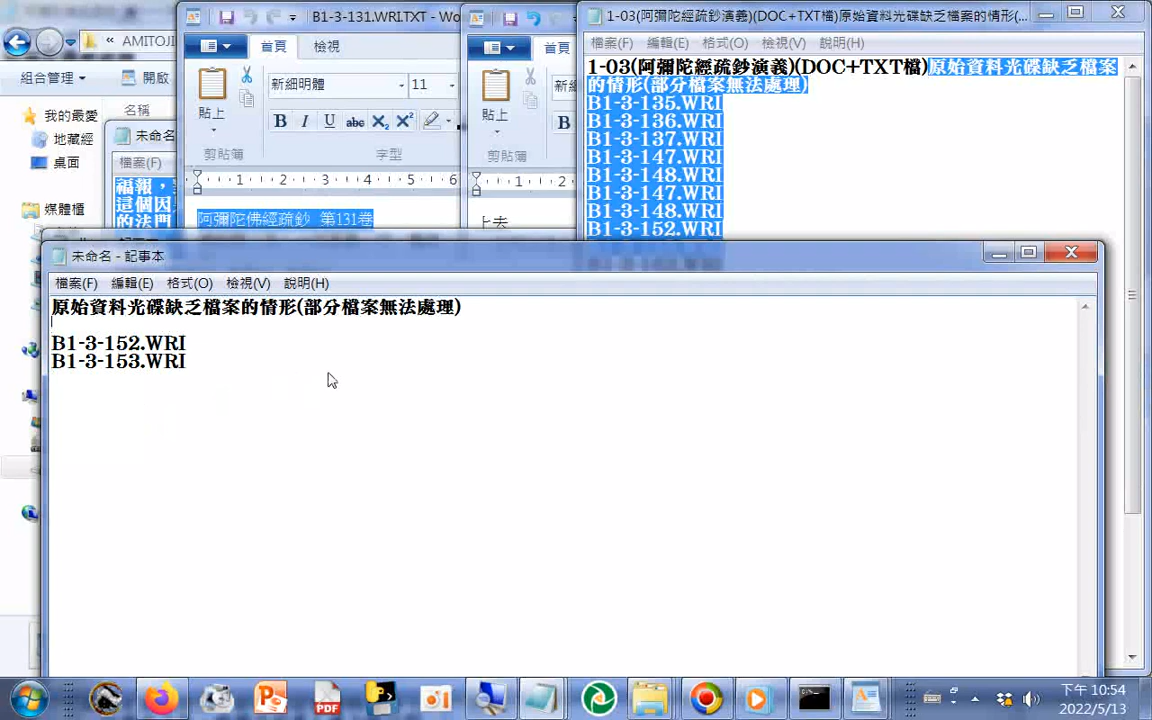 B1-3-131.WRI.TXT - Wo
1-03(阿彌陀經疏鈔演義)(DOC+TXT檔)原始資料光碟缺乏檔案的情形(...
AMITOJI
首頁
檢視
首頁
檔案(F) 編輯(E) 格式(O) 檢視(V) 說明(H)
組合管理
開啟
新細明體
11
貼上
B I U abc X₂ X²
剪貼簿
字型
貼上
B
剪貼簿
名稱
我的最愛
地藏經
桌面
媒體櫃
未命名
檔案(F)
福報，
這個因
的法門
1 2 3 4 5 6
1 2
阿彌陀佛經疏鈔 第131卷
上去
1-03(阿彌陀經疏鈔演義)(DOC+TXT檔)原始資料光碟缺乏檔案
的情形(部分檔案無法處理)
B1-3-135.WRI
B1-3-136.WRI
B1-3-137.WRI
B1-3-147.WRI
B1-3-148.WRI
B1-3-147.WRI
B1-3-148.WRI
B1-3-152.WRI
未命名 - 記事本
檔案(F) 編輯(E) 格式(O) 檢視(V) 說明(H)
原始資料光碟缺乏檔案的情形(部分檔案無法處理)
B1-3-152.WRI
B1-3-153.WRI
PDF
下午 10:54
2022/5/13